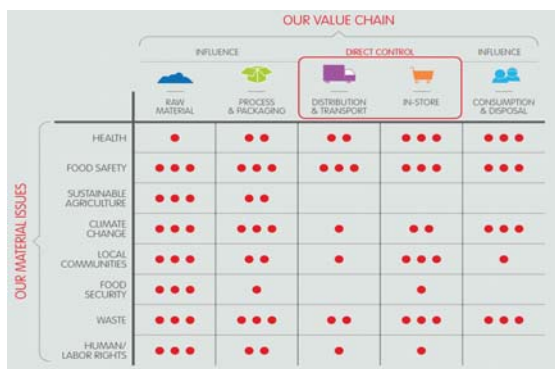 OUR VALUE CHAIN
INFLUENCE
DIRECT CONTROL
INFLUENCE
RAW
MATERIAL
PROCESS
& PACKAGING
DISTRIBUTION
& TRANSPORT
IN-STORE
CONSUMPTION
& DISPOSAL
OUR MATERIAL ISSUES
HEALTH
FOOD SAFETY
SUSTAINABLE
AGRICULTURE
CLIMATE
CHANGE
LOCAL
COMMUNITIES
FOOD
SECURITY
WASTE
HUMAN/
LABOR RIGHTS